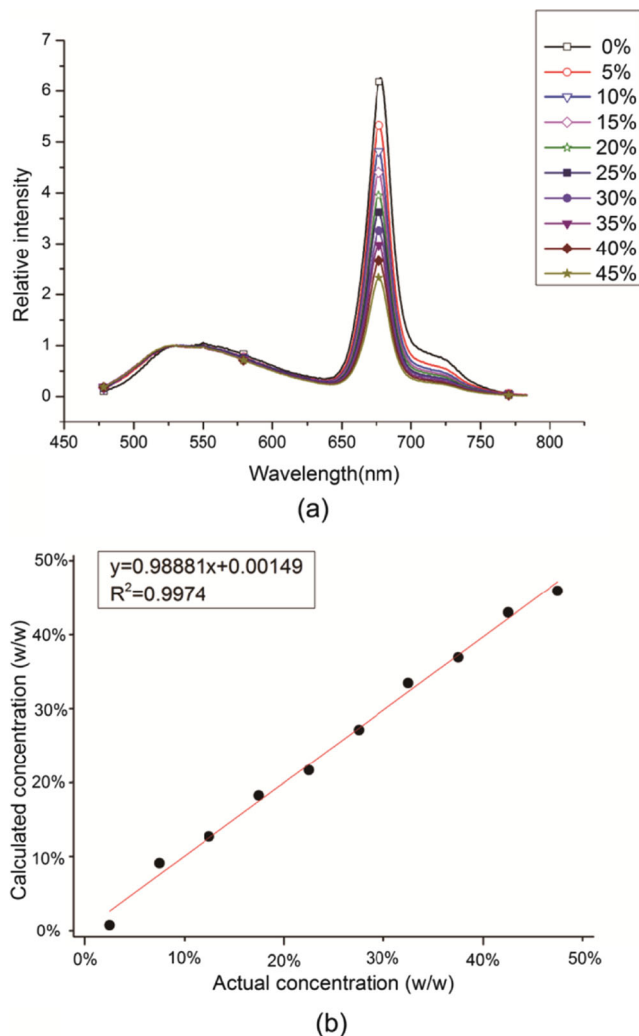 7
6
5
4
3
2
1
0
Relative intensity
450 500 550 600 650 700 750 800
Wavelength(nm)
0%
5%
10%
15%
20%
25%
30%
35%
40%
45%
(a)
50%
40%
30%
20%
10%
0%
Calculated concentration (w/w)
y=0.98881x+0.00149
R²=0.9974
0% 10% 20% 30% 40% 50%
Actual concentration (w/w)
(b)